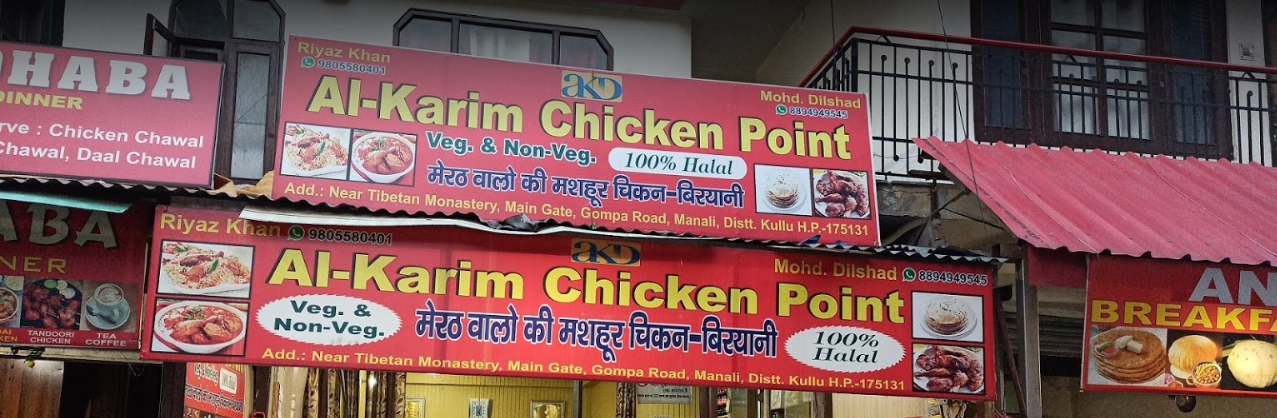 DHABA
DINNER
rve : Chicken Chawal
Chawal, Daal Chawal
Riyaz Khan
9805580401
AKD
Mohd. Dilshad
8894949545
Al-Karim Chicken Point
Veg. & Non-Veg.
100% Halal
मेरठ वालो की मशहूर चिकन-बिरयानी
Add.: Near Tibetan Monastery, Main Gate, Gompa Road, Manali, Distt. Kullu H.P.-175131
ABA
NER
TANDOORI
CHICKEN
TEA
COFFEE
Riyaz Khan 9805580401
AKD
Mohd. Dilshad 8894949545
Al-Karim Chicken Point
Veg. &
Non-Veg.
मेरठ वालो की मशहूर चिकन-बिरयानी
100%
Halal
Add.: Near Tibetan Monastery, Main Gate, Gompa Road, Manali, Distt. Kullu H.P.-175131
AN
BREAKFA